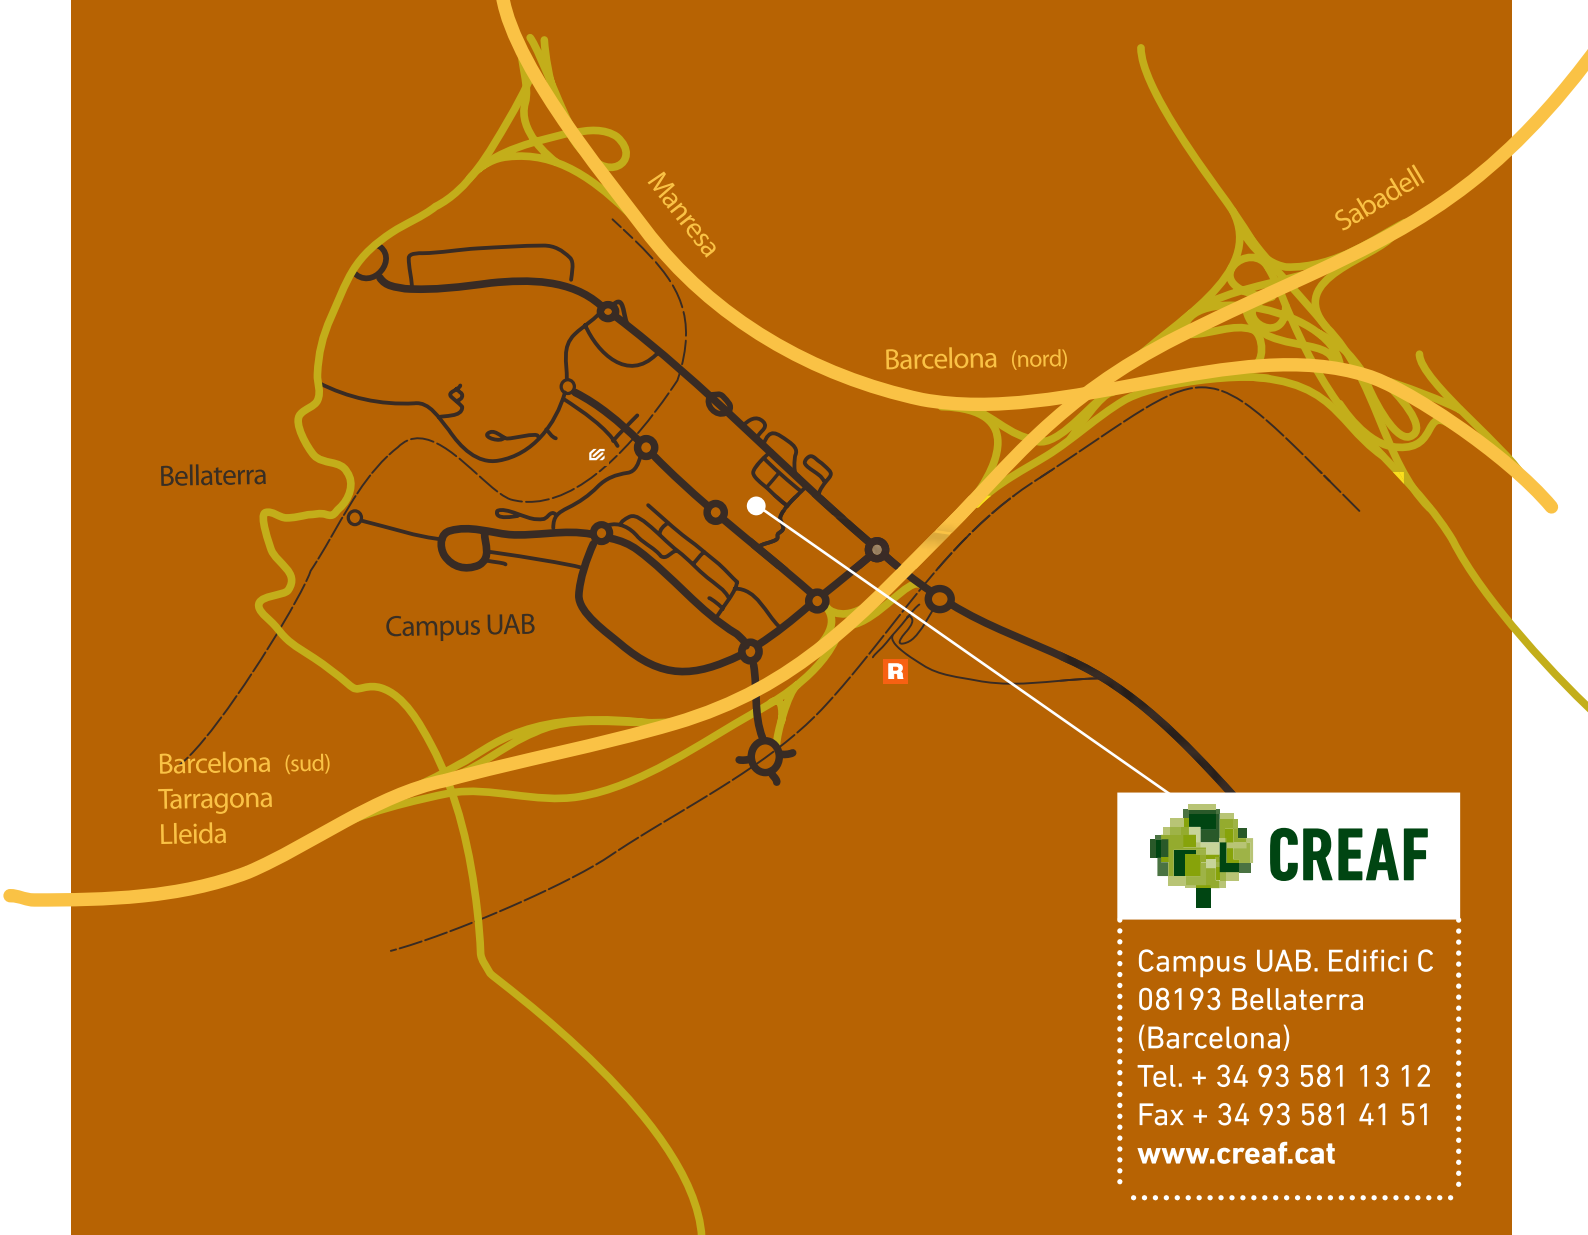 Manresa
Sabadell
Barcelona (nord)
Bellaterra
Campus UAB
R
Barcelona (sud)
Tarragona
Lleida
CREAF
Campus UAB. Edifici C
08193 Bellaterra
(Barcelona)
Tel. + 34 93 581 13 12
Fax + 34 93 581 41 51
www.creaf.cat